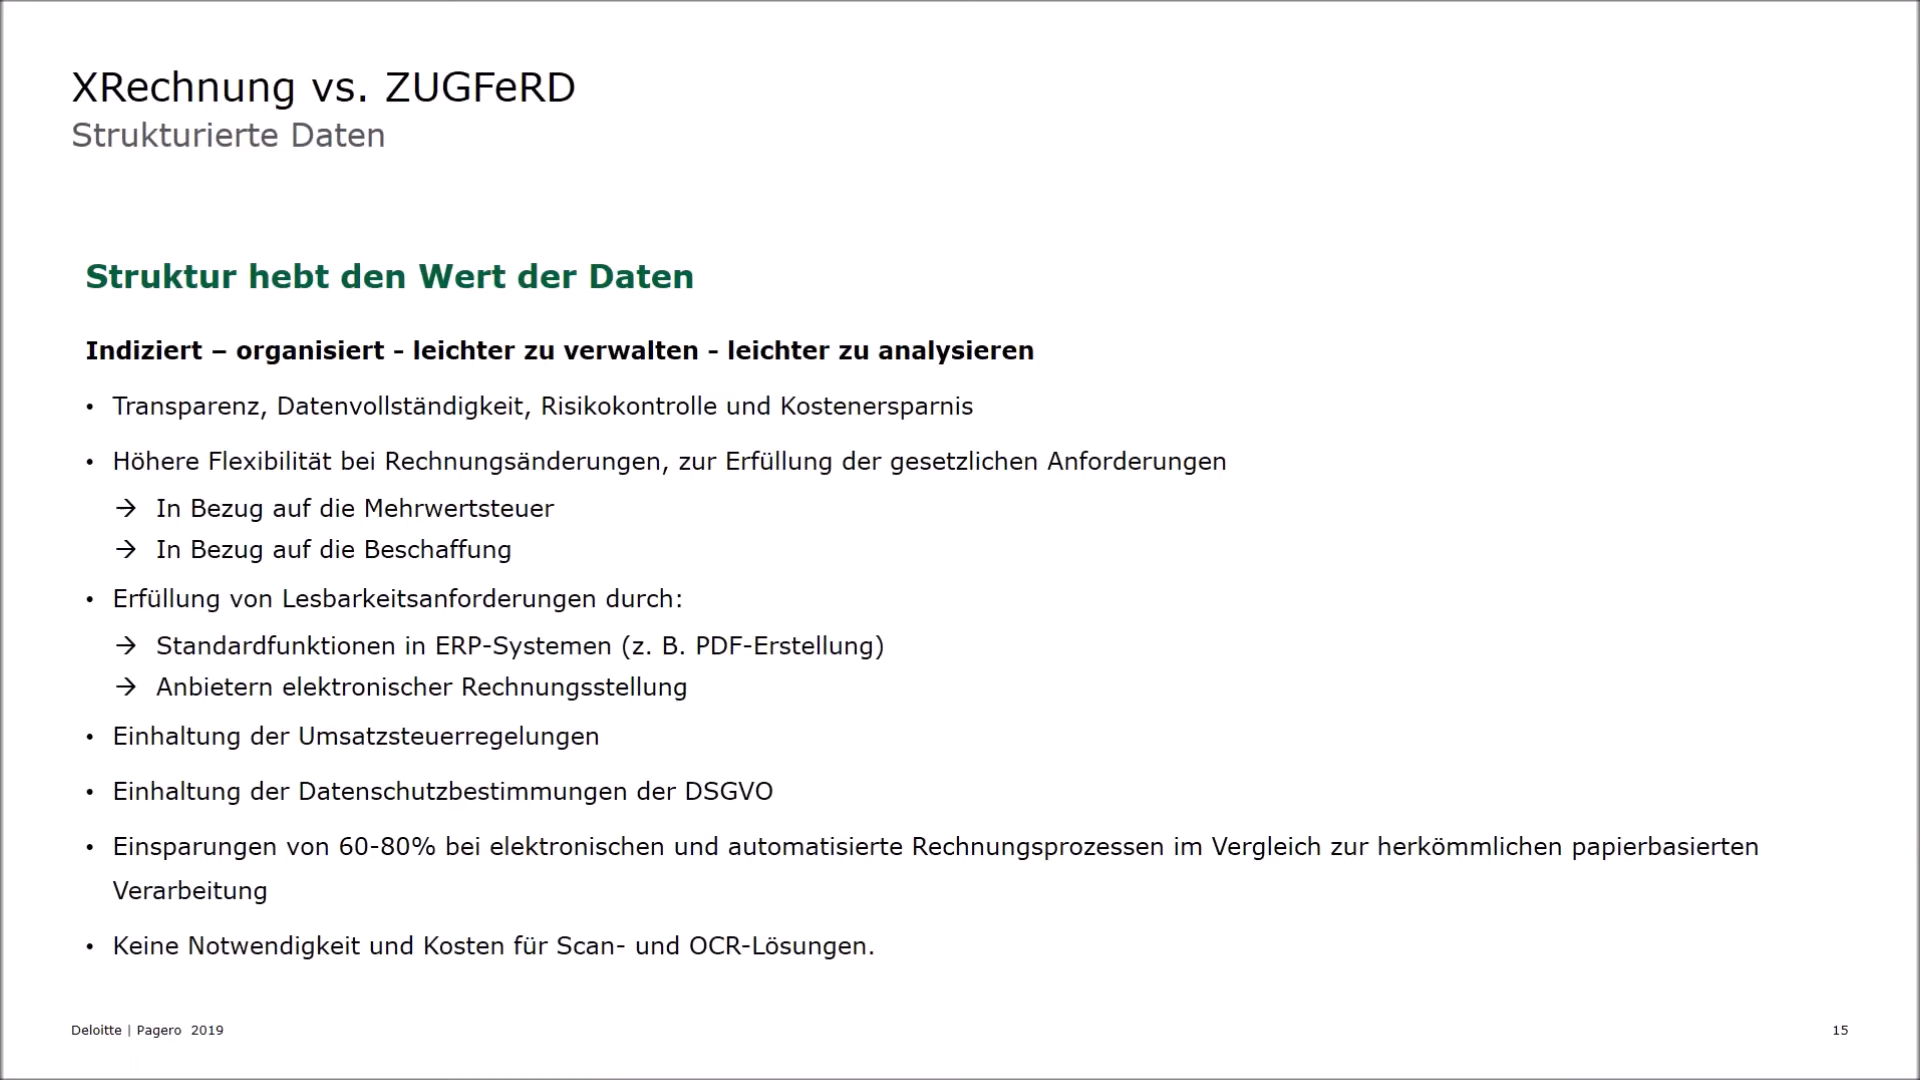 XRechnung vs. ZUGFeRD
Strukturierte Daten
Struktur hebt den Wert der Daten
Indiziert – organisiert - leichter zu verwalten - leichter zu analysieren
• Transparenz, Datenvollständigkeit, Risikokontrolle und Kostenersparnis
• Höhere Flexibilität bei Rechnungsänderungen, zur Erfüllung der gesetzlichen Anforderungen
→ In Bezug auf die Mehrwertsteuer
→ In Bezug auf die Beschaffung
• Erfüllung von Lesbarkeitsanforderungen durch:
→ Standardfunktionen in ERP-Systemen (z. B. PDF-Erstellung)
→ Anbietern elektronischer Rechnungsstellung
• Einhaltung der Umsatzsteuerregelungen
• Einhaltung der Datenschutzbestimmungen der DSGVO
• Einsparungen von 60-80% bei elektronischen und automatisierte Rechnungsprozessen im Vergleich zur herkömmlichen papierbasierten
Verarbeitung
• Keine Notwendigkeit und Kosten für Scan- und OCR-Lösungen.
Deloitte | Pagero 2019
15